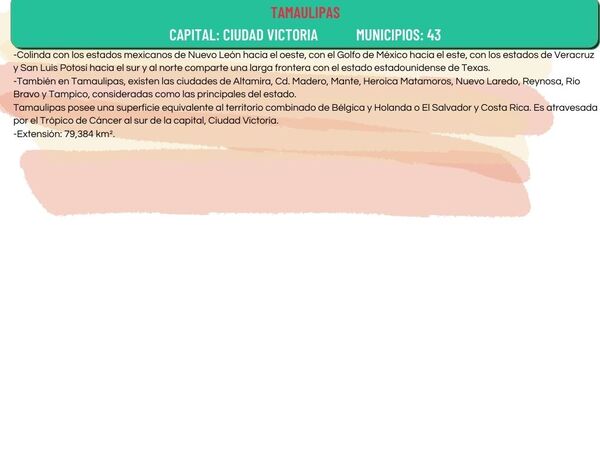 TAMAULIPAS
CAPITAL: CIUDAD VICTORIA MUNICIPIOS: 43
-Colinda con los estados mexicanos de Nuevo León hacia el oeste, con el Golfo de México hacia el este, con los estados de Veracruz
y San Luis Potosí hacia el sur y al norte comparte una larga frontera con el estado estadounidense de Texas.
-También en Tamaulipas, existen las ciudades de Altamira, Cd. Madero, Mante, Heroica Matamoros, Nuevo Laredo, Reynosa, Río
Bravo y Tampico, consideradas como las principales del estado.
Tamaulipas posee una superficie equivalente al territorio combinado de Bélgica y Holanda o El Salvador y Costa Rica. Es atravesada
por el Trópico de Cáncer al sur de la capital, Ciudad Victoria.
-Extensión: 79,384 km².